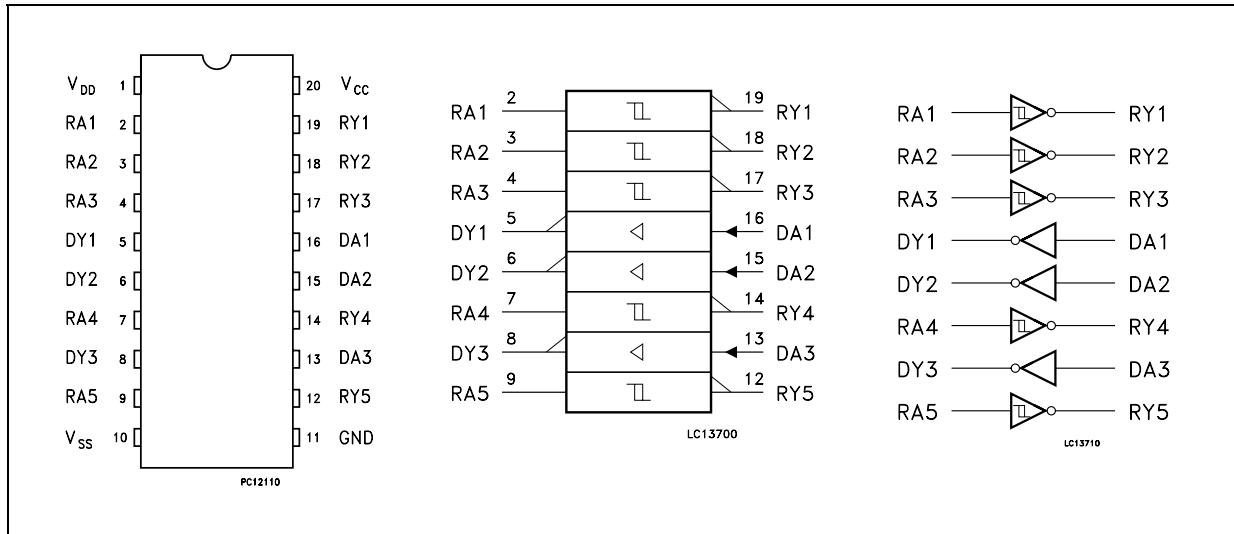 V_DD 1 20 V_CC
RA1 2 19 RY1
RA2 3 18 RY2
RA3 4 17 RY3
DY1 5 16 DA1
DY2 6 15 DA2
RA4 7 14 RY4
DY3 8 13 DA3
RA5 9 12 RY5
V_SS 10 11 GND
PC12110
RA1 2 19 RY1
RA2 3 18 RY2
RA3 4 17 RY3
DY1 5 16 DA1
DY2 6 15 DA2
RA4 7 14 RY4
DY3 8 13 DA3
RA5 9 12 RY5
LC13700
RA1 RY1
RA2 RY2
RA3 RY3
DY1 DA1
DY2 DA2
RA4 RY4
DY3 DA3
RA5 RY5
LC13710